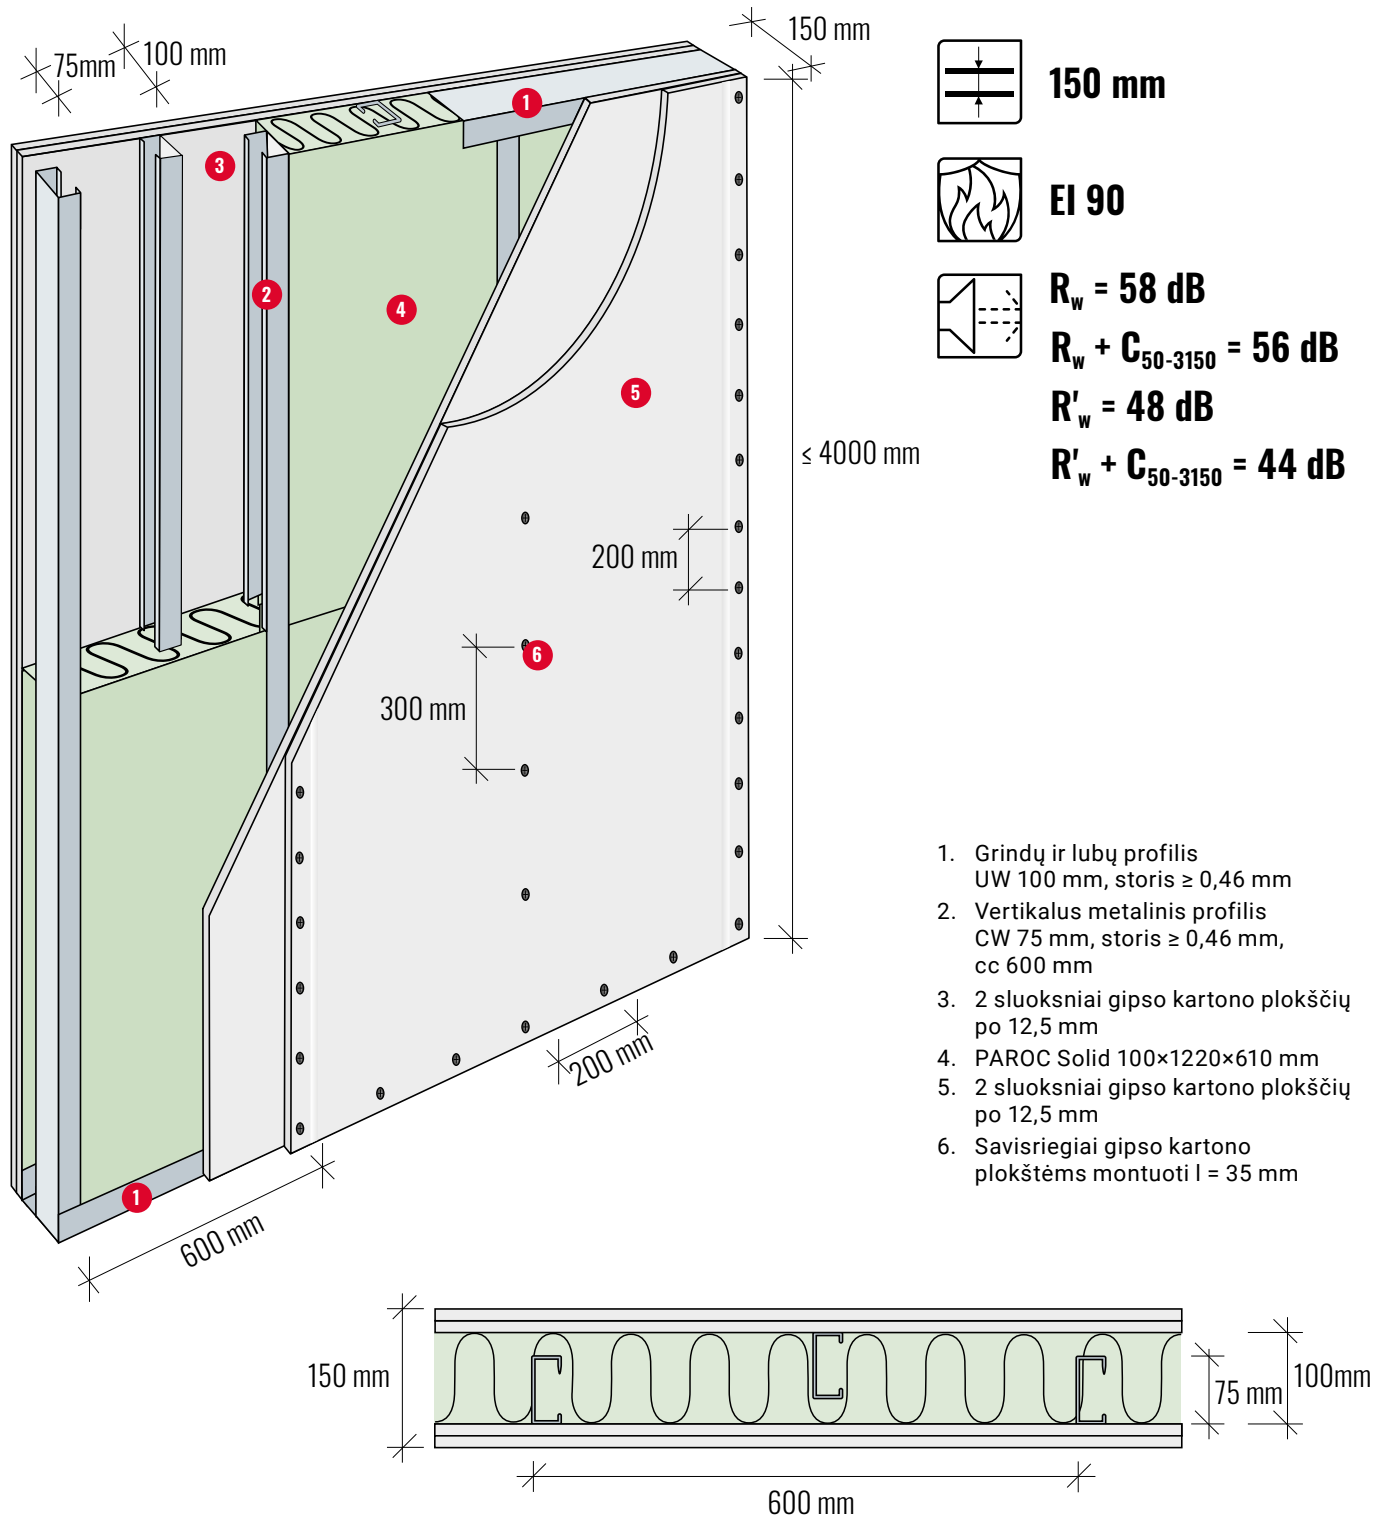 75mm
100 mm
150 mm
1
3
2
4
5
≤ 4000 mm
200 mm
6
300 mm
200 mm
1
600 mm
150 mm
EI 90
Rw = 58 dB
Rw + C50-3150 = 56 dB
R'w = 48 dB
R'w + C50-3150 = 44 dB
1. Grindų ir lubų profilis
UW 100 mm, storis ≥ 0,46 mm
2. Vertikalus metalinis profilis
CW 75 mm, storis ≥ 0,46 mm,
cc 600 mm
3. 2 sluoksniai gipso kartono plokščių
po 12,5 mm
4. PAROC Solid 100×1220×610 mm
5. 2 sluoksniai gipso kartono plokščių
po 12,5 mm
6. Savisriegiai gipso kartono
plokštėms montuoti l = 35 mm
150 mm
75 mm
100mm
600 mm